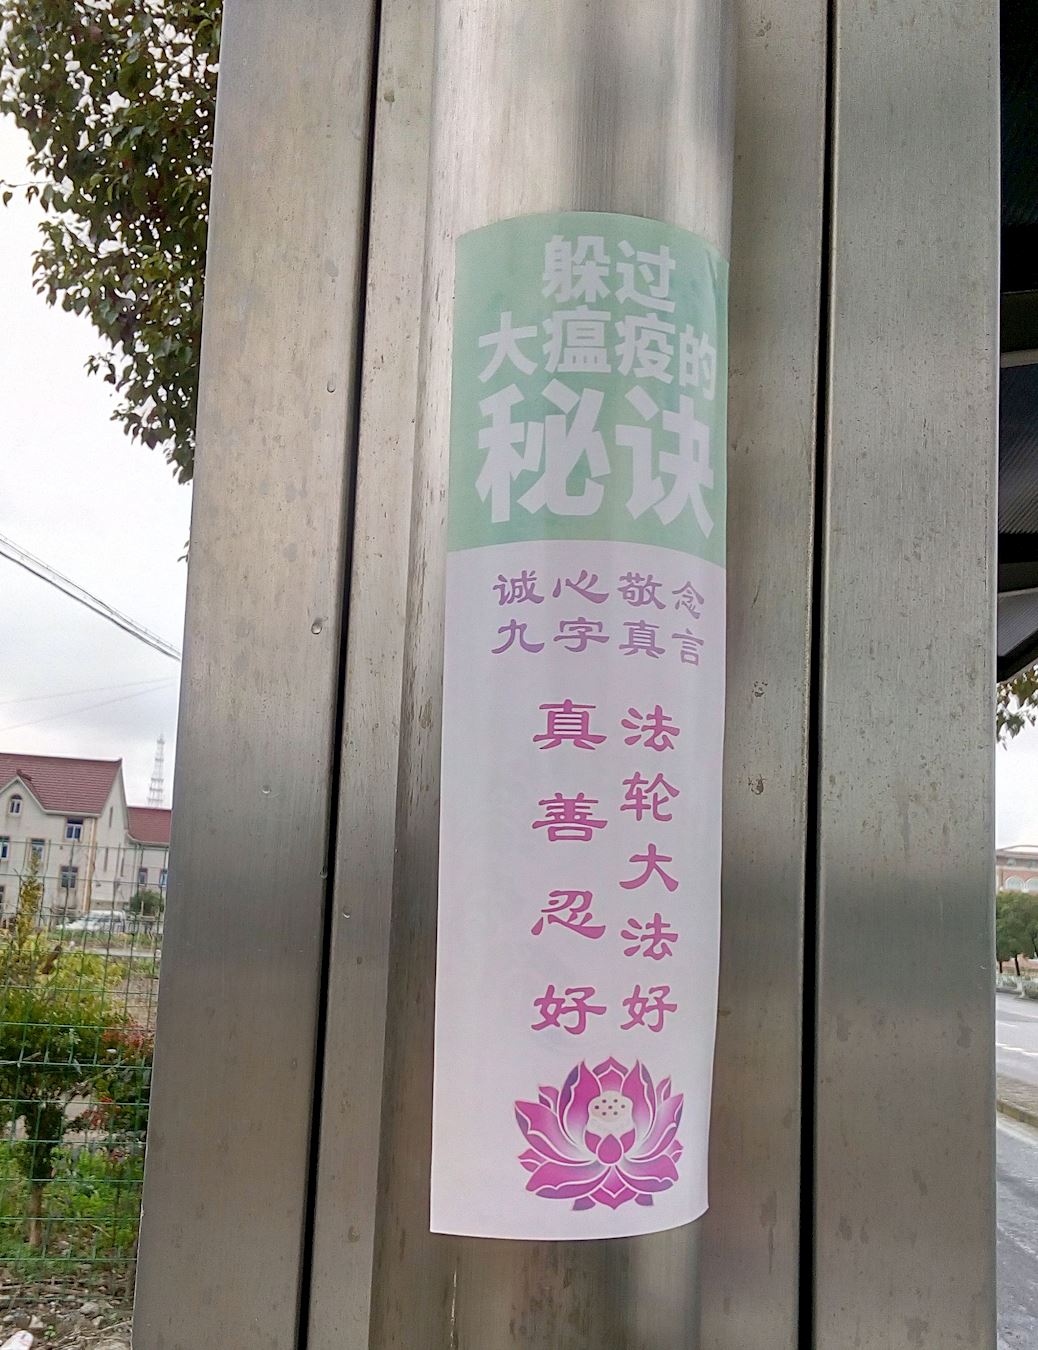 躲过
大瘟疫的
秘诀
诚心敬念
九字真言
法轮大法好
真善忍好